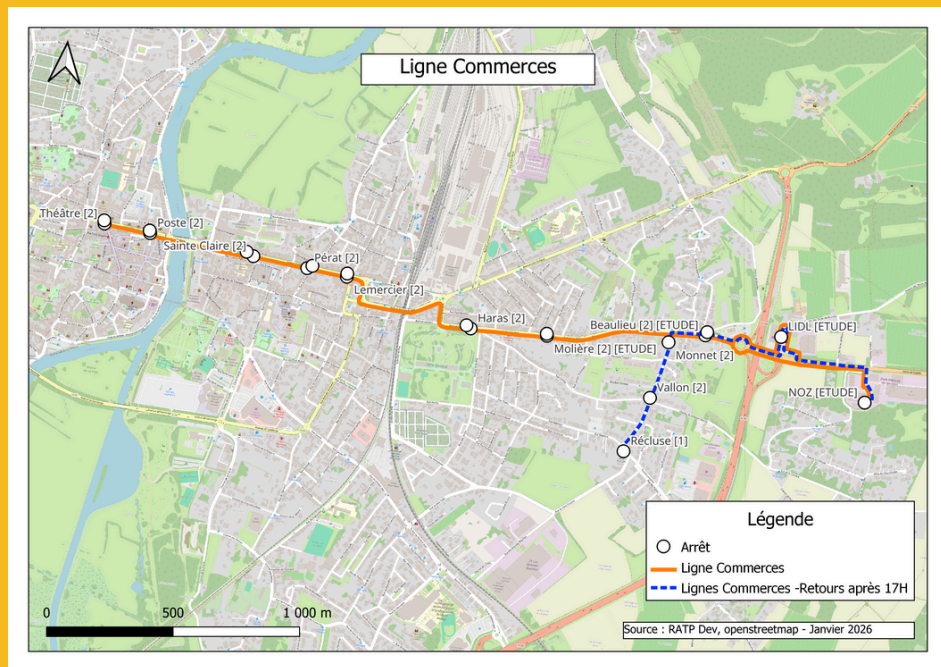 Ligne Commerces
Théâtre [2]
Poste [2]
Sainte Claire [2]
Pérat [2]
Lemercier [2]
Haras [2]
Molière [2] [ETUDE]
Beaulieu [2] [ETUDE]
Monnet [2]
LIDL [ETUDE]
NOZ [ETUDE]
Vallon [2]
Récluse [1]
Légende
Arrêt
Ligne Commerces
Lignes Commerces -Retours après 17H
0 500 1 000 m
Source : RATP Dev, openstreetmap - Janvier 2026